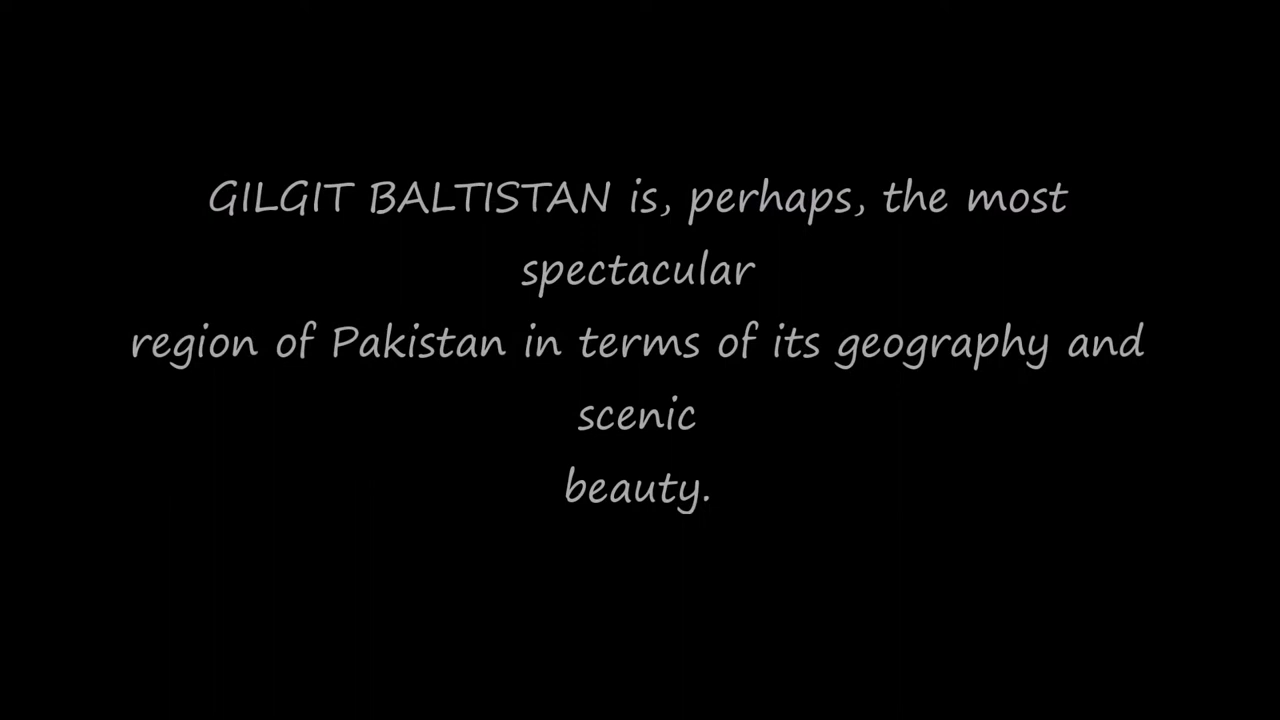 GILGIT BALTISTAN is, perhaps, the most
spectacular
region of Pakistan in terms of its geography and
scenic
beauty.